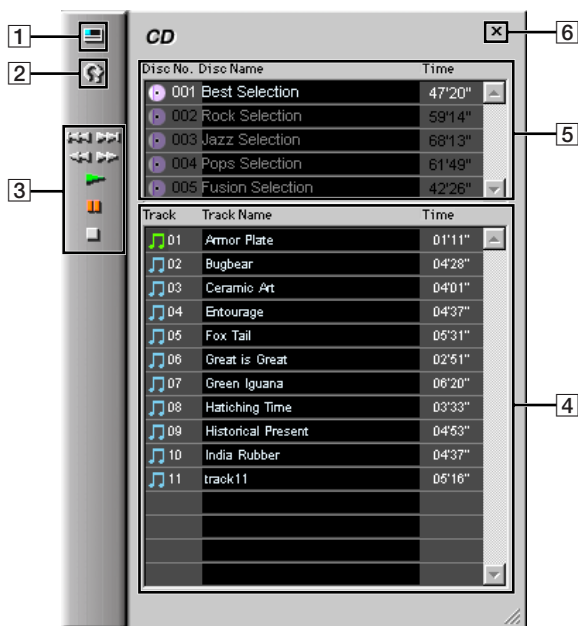 1
2
3
CD
6
Disc No. Disc Name Time
001 Best Selection 47'20"
002 Rock Selection 59'14"
003 Jazz Selection 68'13"
004 Pops Selection 61'49"
005 Fusion Selection 42'26"
5
Track Track Name Time
01 Armor Plate 01'11"
02 Bugbear 04'28"
03 Ceramic Art 04'01"
04 Entourage 04'37"
05 Fox Tail 05'31"
06 Great is Great 02'51"
07 Green Iguana 06'20"
08 Hatiching Time 03'33"
09 Historical Present 04'53"
10 India Rubber 04'37"
11 track11 05'16"
4